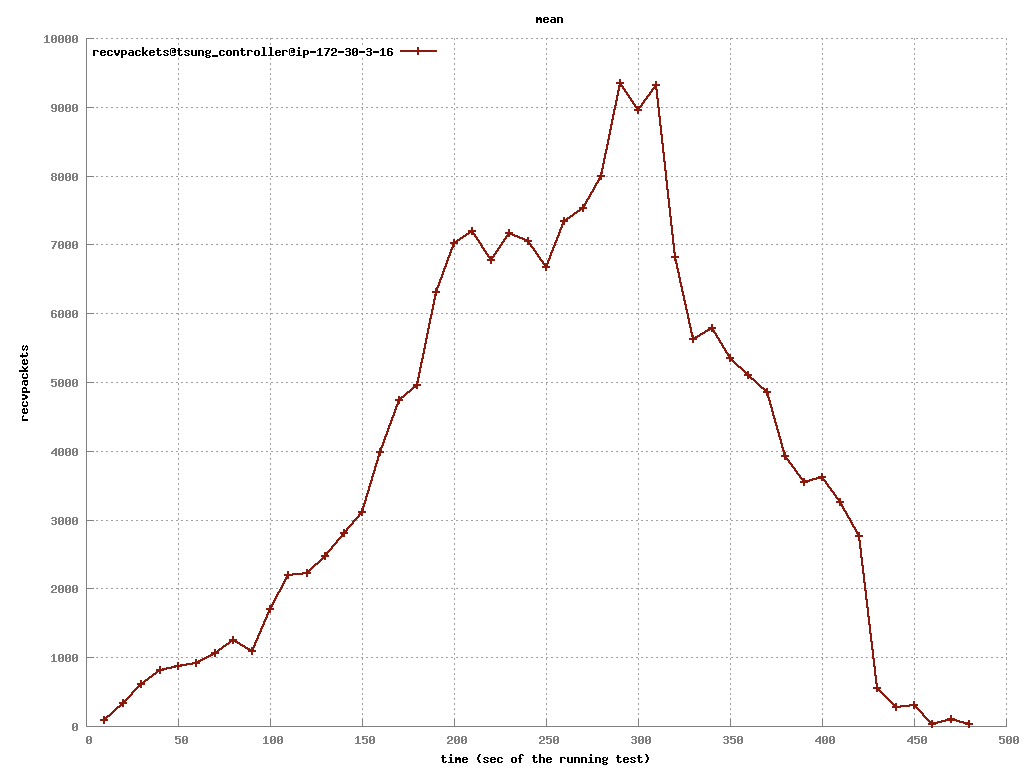 mean
10000
recvpackets@tsung_controller@ip-172-30-3-16
9000
8000
7000
6000
5000
4000
3000
2000
1000
0
recvpackets
0 50 100 150 200 250 300 350 400 450 500
time (sec of the running test)